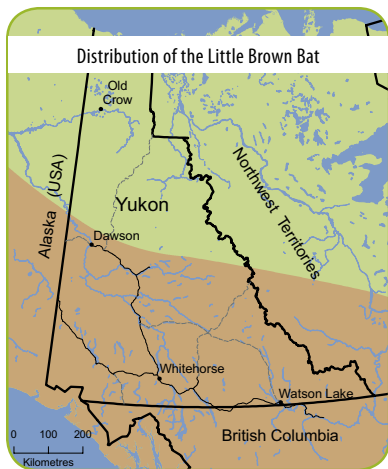 Distribution of the Little Brown Bat
Old
Crow
Alaska (USA)
Yukon
Northwest Territories
Dawson
Whitehorse
Watson Lake
British Columbia
0 100 200
Kilometres